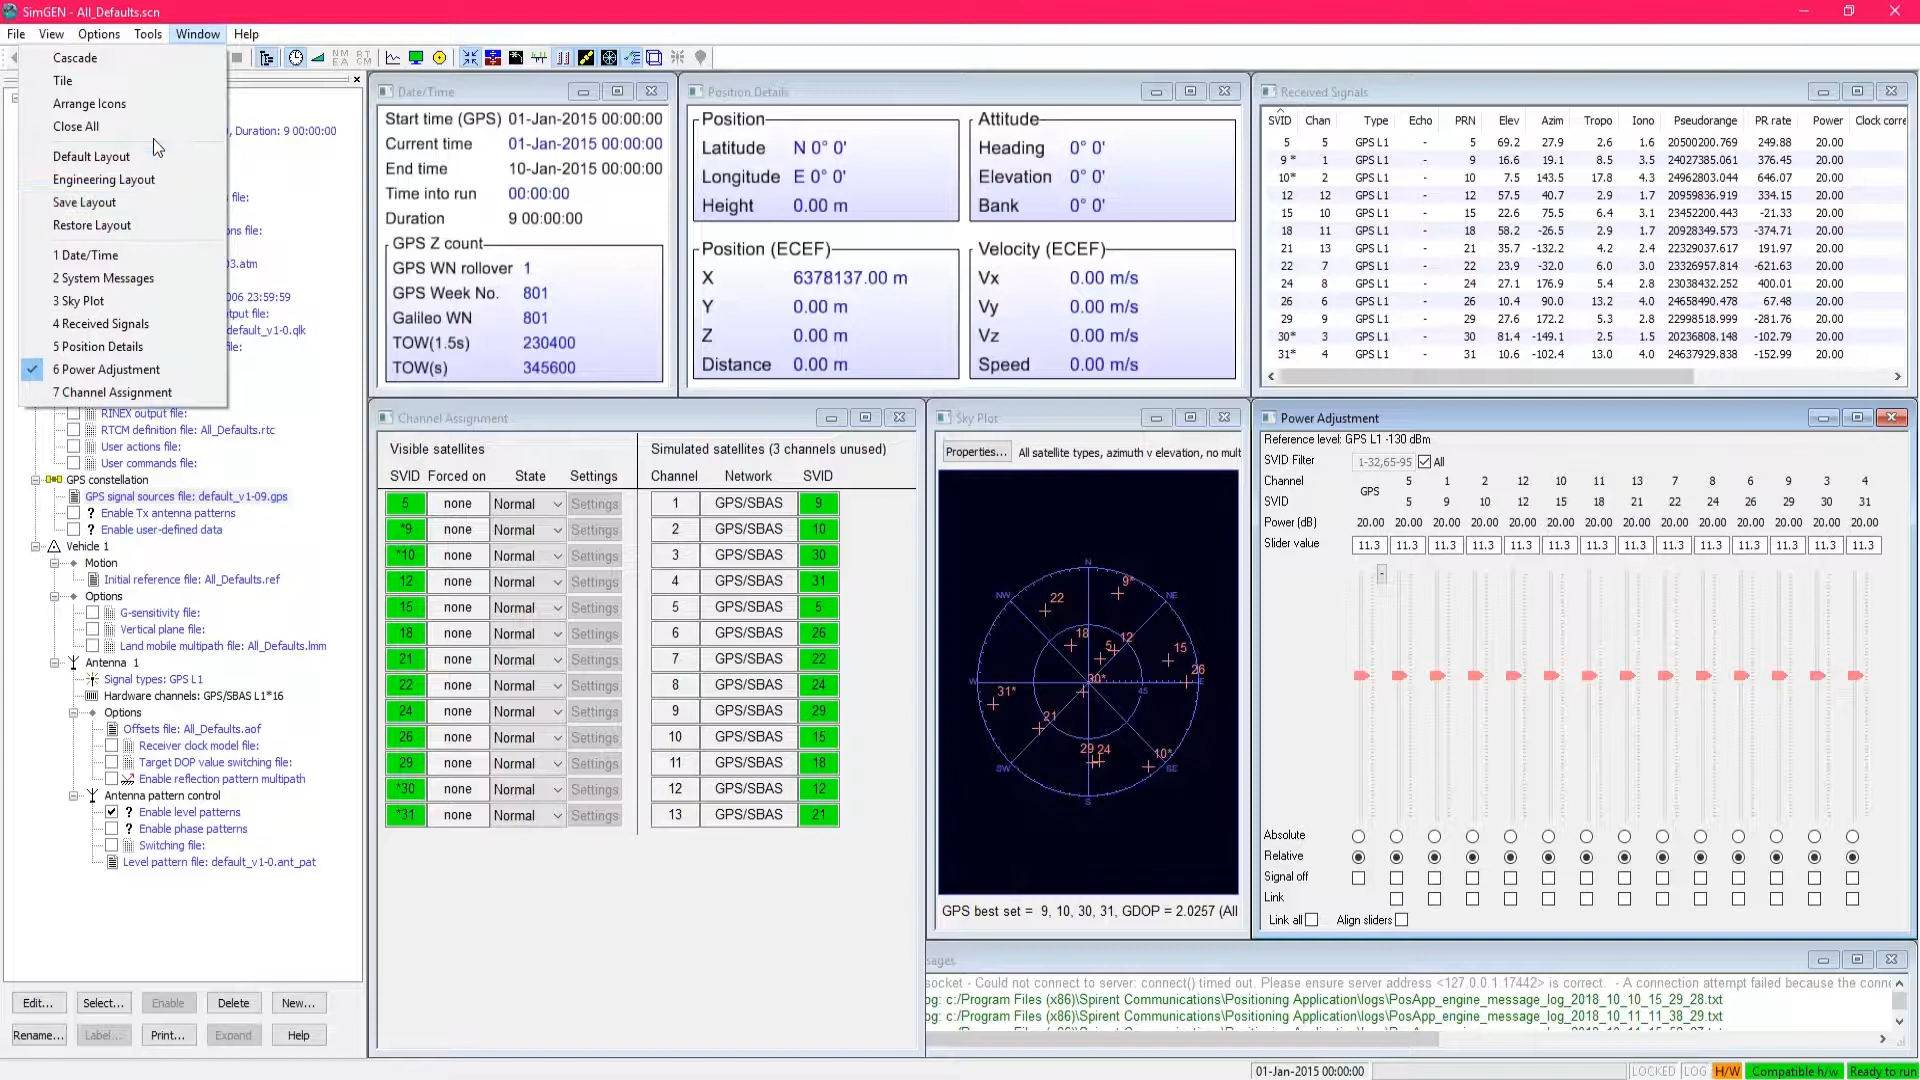 SimGEN - All_Defaults.scn
File View Options Tools Window Help
Cascade
Tile
Arrange Icons
Close All
Default Layout
Engineering Layout
Save Layout
Restore Layout
1 Date/Time
2 System Messages
3 Sky Plot
4 Received Signals
5 Position Details
6 Power Adjustment
7 Channel Assignment
, Duration: 9 00:00:00
file:
ns file:
03.atm
006 23:59:59
tput file:
default_v1-0.qlk
file:
RINEX output file:
RTCM definition file: All_Defaults.rtc
User actions file:
User commands file:
GPS constellation
GPS signal sources file: default_v1-09.gps
? Enable Tx antenna patterns
? Enable user-defined data
Vehicle 1
Motion
Initial reference file: All_Defaults.ref
Options
G-sensitivity file:
Vertical plane file:
Land mobile multipath file: All_Defaults.lmm
Antenna 1
Signal types: GPS L1
Hardware channels: GPS/SBAS L1*16
Options
Offsets file: All_Defaults.aof
Receiver clock model file:
Target DOP value switching file:
Enable reflection pattern multipath
Antenna pattern control
? Enable level patterns
? Enable phase patterns
Switching file:
Level pattern file: default_v1-0.ant_pat
Edit... Select... Enable Delete New...
Rename... Label... Print... Expand Help
Date/Time
Start time (GPS) 01-Jan-2015 00:00:00
Current time 01-Jan-2015 00:00:00
End time 10-Jan-2015 00:00:00
Time into run 00:00:00
Duration 9 00:00:00
GPS Z count
GPS WN rollover 1
GPS Week No. 801
Galileo WN 801
TOW(1.5s) 230400
TOW(s) 345600
Position Details
Position
Latitude N 0° 0'
Longitude E 0° 0'
Height 0.00 m
Attitude
Heading 0° 0'
Elevation 0° 0'
Bank 0° 0'
Position (ECEF)
X 6378137.00 m
Y 0.00 m
Z 0.00 m
Distance 0.00 m
Velocity (ECEF)
Vx 0.00 m/s
Vy 0.00 m/s
Vz 0.00 m/s
Speed 0.00 m/s
Received Signals
SVID Chan Type Echo PRN Elev Azim Tropo Iono Pseudorange PR rate Power Clock corre
5 5 GPS L1 - 5 69.2 27.9 2.6 1.6 20500200.769 249.88 20.00
9 * 1 GPS L1 - 9 16.6 19.1 8.5 3.5 24027385.061 376.45 20.00
10* 2 GPS L1 - 10 7.5 143.5 17.8 4.3 24962803.044 646.07 20.00
12 12 GPS L1 - 12 57.5 40.7 2.9 1.7 20959836.919 334.15 20.00
15 10 GPS L1 - 15 22.6 75.5 6.4 3.1 23452200.443 -21.33 20.00
18 11 GPS L1 - 18 58.2 -26.5 2.9 1.7 20928349.573 -374.71 20.00
21 13 GPS L1 - 21 35.7 -132.2 4.2 2.4 22329037.617 191.97 20.00
22 7 GPS L1 - 22 23.9 -32.0 6.0 3.0 23326957.814 -621.63 20.00
24 8 GPS L1 - 24 27.1 176.9 5.4 2.8 23038432.252 400.01 20.00
26 6 GPS L1 - 26 10.4 90.0 13.2 4.0 24658490.478 67.48 20.00
29 9 GPS L1 - 29 27.6 172.2 5.3 2.8 22998518.999 -281.76 20.00
30* 3 GPS L1 - 30 81.4 -149.1 2.5 1.5 20236808.148 -102.79 20.00
31* 4 GPS L1 - 31 10.6 -102.4 13.0 4.0 24637929.838 -152.99 20.00
Channel Assignment
Visible satellites
SVID Forced on State Settings
5 none Normal Settings
*9 none Normal Settings
*10 none Normal Settings
12 none Normal Settings
15 none Normal Settings
18 none Normal Settings
21 none Normal Settings
22 none Normal Settings
24 none Normal Settings
26 none Normal Settings
29 none Normal Settings
*30 none Normal Settings
*31 none Normal Settings
Simulated satellites (3 channels unused)
Channel Network SVID
1 GPS/SBAS 9
2 GPS/SBAS 10
3 GPS/SBAS 30
4 GPS/SBAS 31
5 GPS/SBAS 5
6 GPS/SBAS 26
7 GPS/SBAS 22
8 GPS/SBAS 24
9 GPS/SBAS 29
10 GPS/SBAS 15
11 GPS/SBAS 18
12 GPS/SBAS 12
13 GPS/SBAS 21
Sky Plot
Properties... All satellite types, azimuth v elevation, no mult
N
9*
NW 22 NE
18 12
5
15
26
W 30* 45 E
31*
21
29 24 10*
SW SE
S
GPS best set = 9, 10, 30, 31, GDOP = 2.0257 (All
Power Adjustment
Reference level: GPS L1 -130 dBm
SVID Filter 1-32,65-95 All
Channel 5 1 2 12 10 11 13 7 8 6 9 3 4
GPS
SVID 5 9 10 12 15 18 21 22 24 26 29 30 31
Power (dB) 20.00 20.00 20.00 20.00 20.00 20.00 20.00 20.00 20.00 20.00 20.00 20.00 20.00 20.00
Slider value 11.3 11.3 11.3 11.3 11.3 11.3 11.3 11.3 11.3 11.3 11.3 11.3 11.3 11.3
-
Absolute
Relative
Signal off
Link
Link all Align sliders
sages
socket - Could not connect to server: connect() timed out. Please ensure server address <127.0.0.1:17442> is correct. - A connection attempt failed because the conne
og: c:/Program Files (x86)\Spirent Communications\Positioning Application\logs\PosApp_engine_message_log_2018_10_10_15_29_28.txt
og: c:/Program Files (x86)\Spirent Communications\Positioning Application\logs\PosApp_engine_message_log_2018_10_11_11_38_29.txt
01-Jan-2015 00:00:00 LOCKED LOG H/W Compatible h/w Ready to run